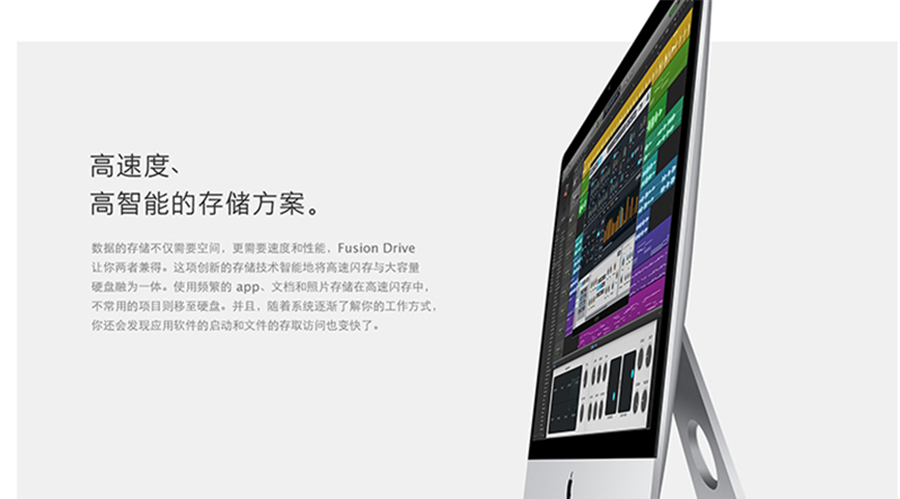 高速度、
高智能的存储方案。
数据的存储不仅需要空间，更需要速度和性能，Fusion Drive
让你两者兼得。这项创新的存储技术智能地将高速闪存与大容量
硬盘融为一体。使用频繁的 app、文档和照片存储在高速闪存中，
不常用的项目则移至硬盘。并且，随着系统逐渐了解你的工作方式，
你还会发现应用软件的启动和文件的存取访问也变快了。